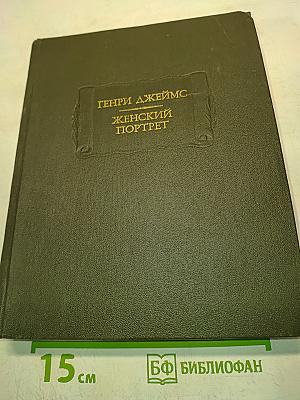 ГЕНРИ ДЖЕЙМС
ЖЕНСКИЙ
ПОРТРЕТ
15 см
БФ БИБЛИОФАН